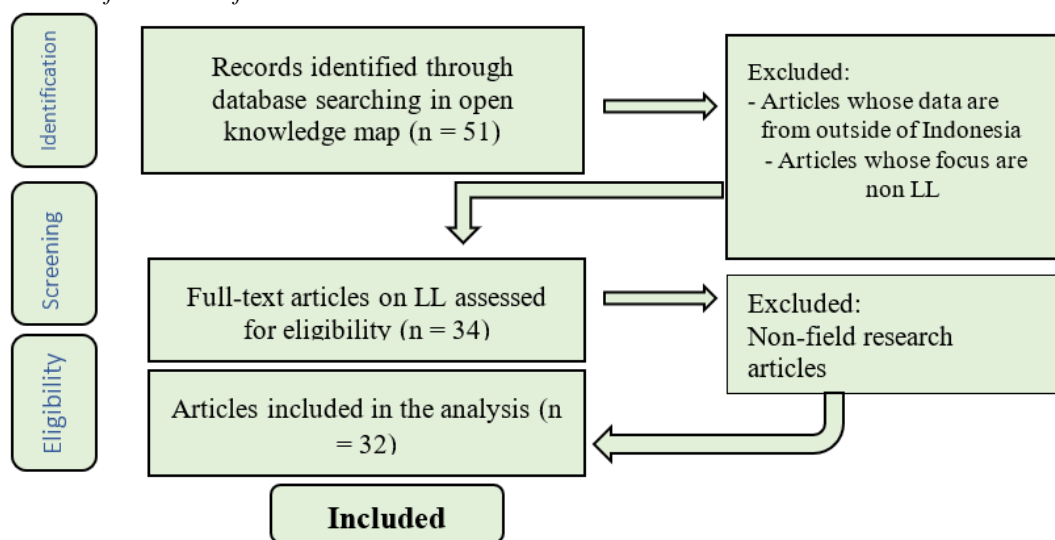 Identification
Records identified through
database searching in open
knowledge map (n = 51)
Excluded:
- Articles whose data are
from outside of Indonesia
- Articles whose focus are
non LL
Screening
Full-text articles on LL assessed
for eligibility (n = 34)
Excluded:
Non-field research
articles
Eligibility
Articles included in the analysis (n
= 32)
Included